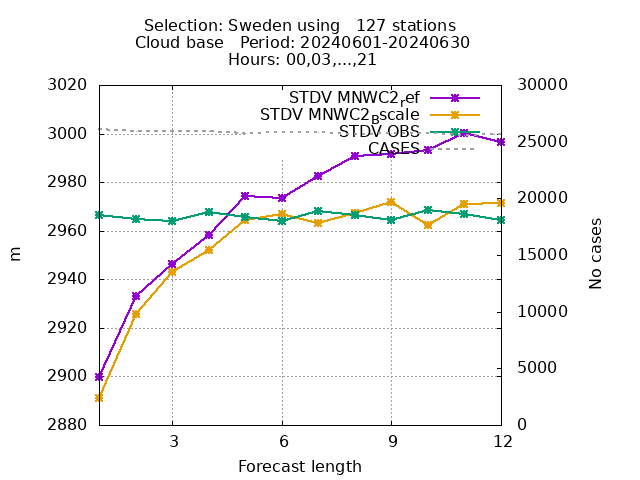 Selection: Sweden using   127 stations
Cloud base   Period: 20240601-20240630
Hours: 00,03,...,21
3020
3000
2980
2960
2940
2920
2900
2880
30000
25000
20000
15000
10000
5000
0
STDV MNWC2ref
STDV MNWC2Bscale
STDV OBS
CASES
m
No cases
3
6
9
12
Forecast length